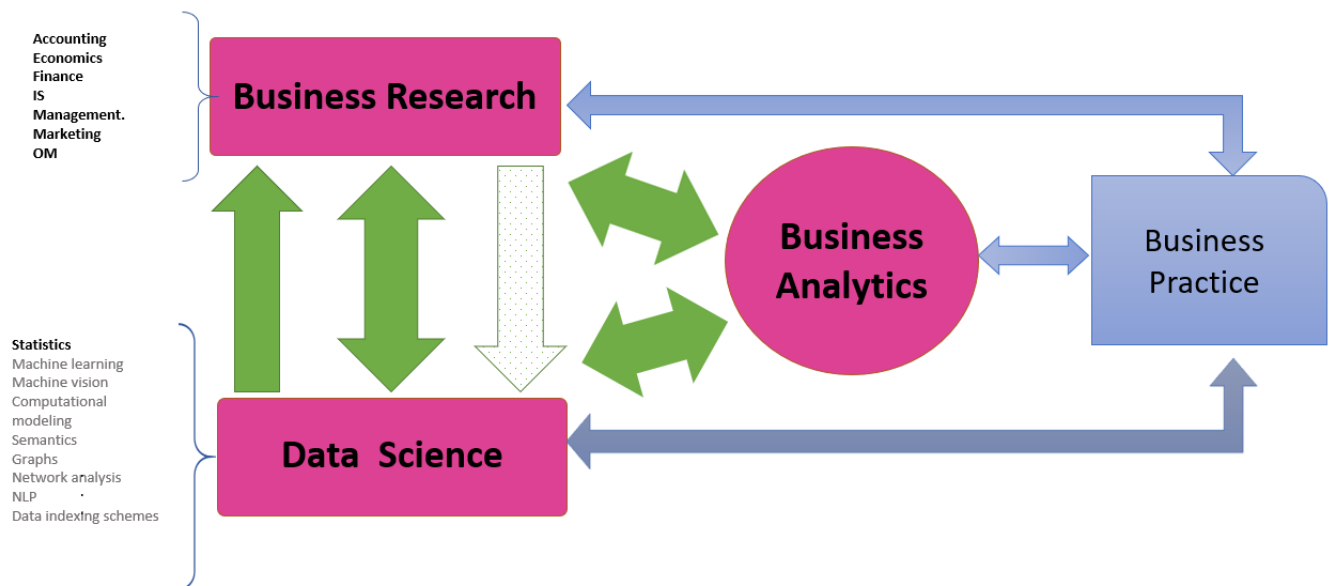 Accounting
Economics
Finance
IS
Management.
Marketing
OM
Business Research
Business
Analytics
Business
Practice
Statistics
Machine learning
Machine vision
Computational
modeling
Semantics
Graphs
Network analysis
NLP
Data indexing schemes
Data Science